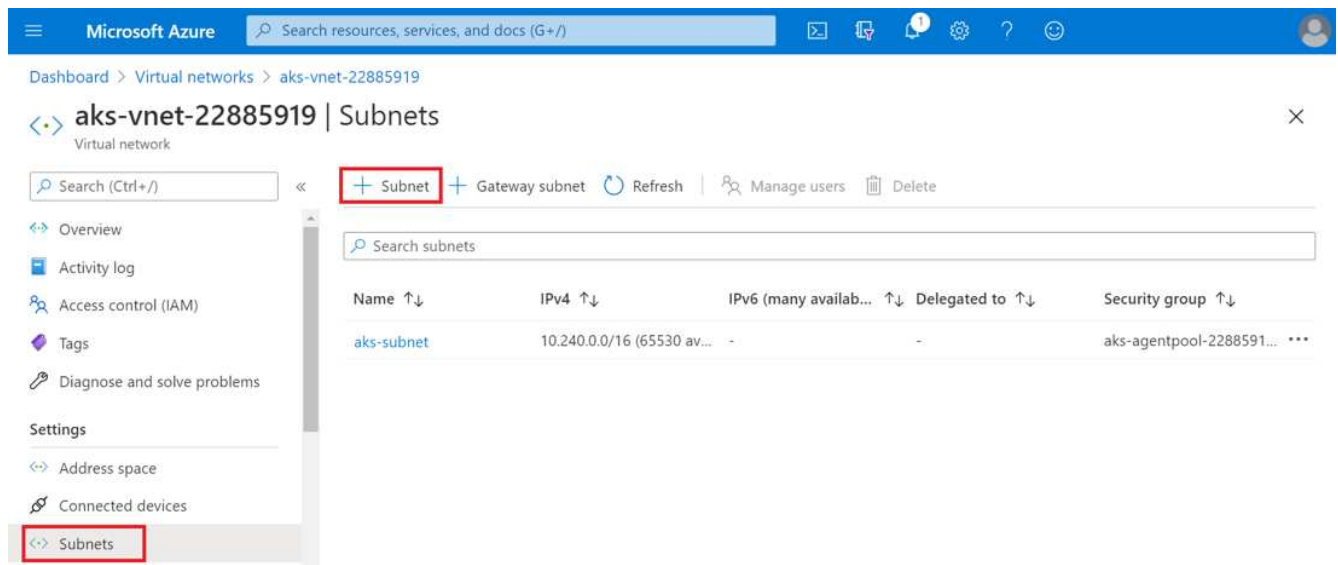 Microsoft Azure
Search resources, services, and docs (G+/)
1
Dashboard > Virtual networks > aks-vnet-22885919
aks-vnet-22885919 | Subnets
Virtual network
Search (Ctrl+/)
+ Subnet + Gateway subnet Refresh Manage users Delete
Overview
Activity log
Access control (IAM)
Tags
Diagnose and solve problems
Settings
Address space
Connected devices
Subnets
Search subnets
Name ↑↓ IPv4 ↑↓ IPv6 (many availab... ↑↓ Delegated to ↑↓ Security group ↑↓
aks-subnet 10.240.0.0/16 (65530 av... - - aks-agentpool-2288591... •••